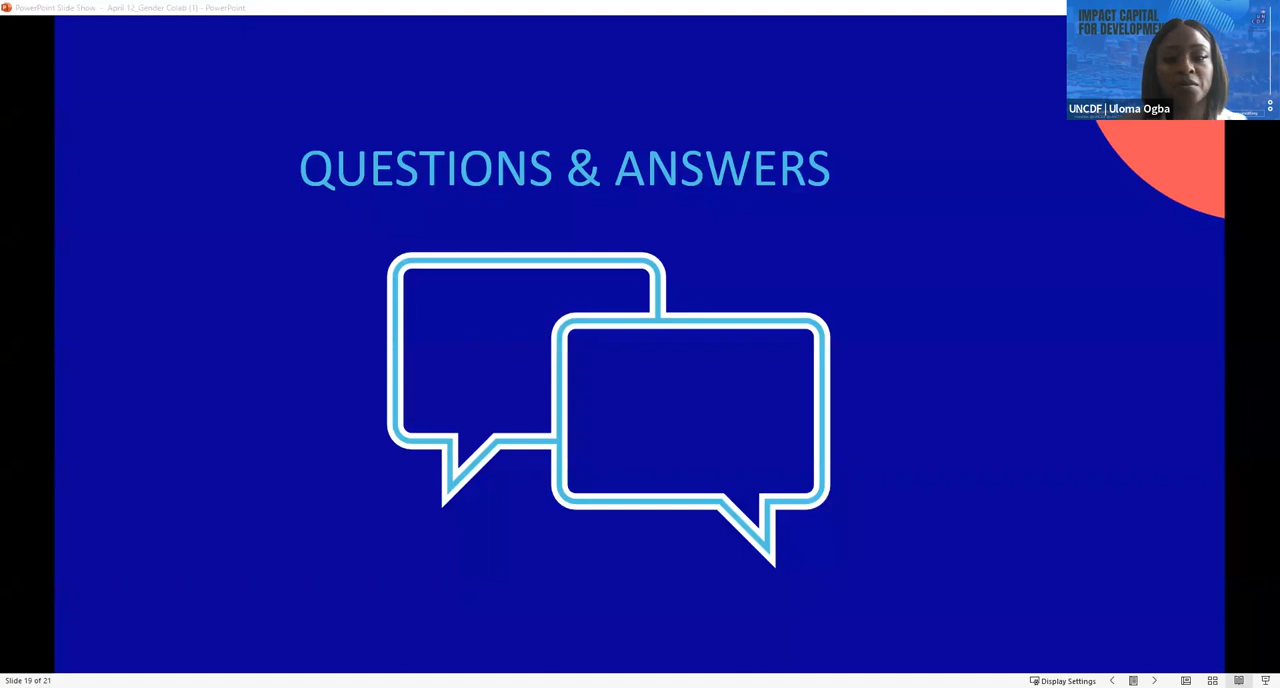 PowerPoint Slide Show - April 12_Gender Colab (1) - PowerPoint
IMPACT CAPITAL
FOR DEVELOPME
UNCDF | Uloma Ogba
QUESTIONS & ANSWERS
Slide 19 of 21
Display Settings